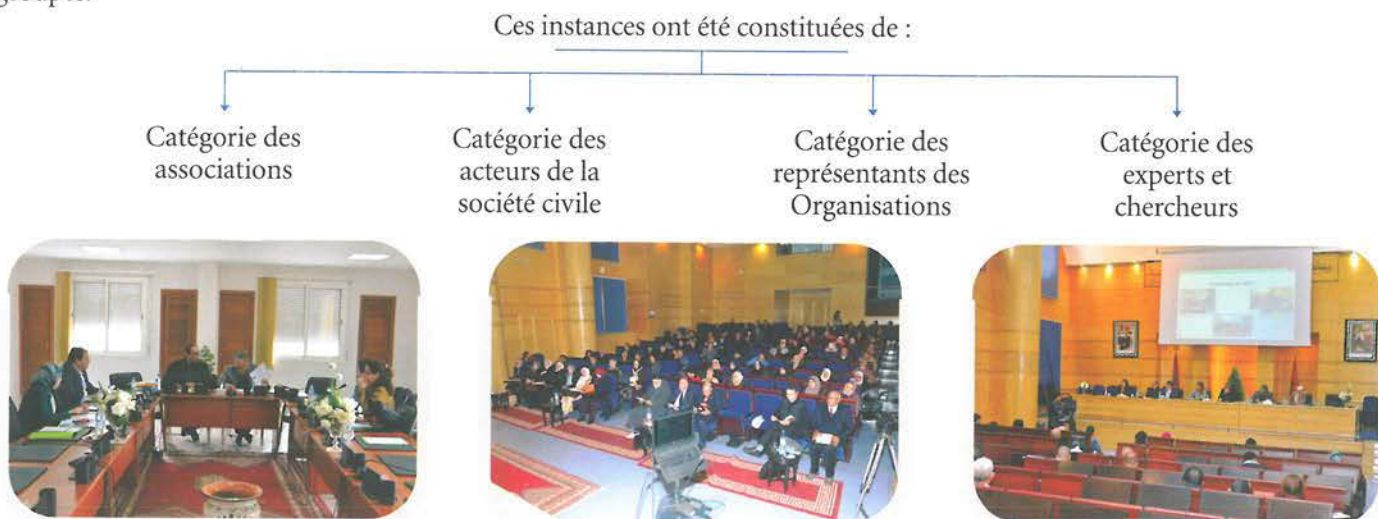 Ces instances ont été constituées de :
Catégorie des
associations
Catégorie des
acteurs de la
société civile
Catégorie des
représentants des
Organisations
Catégorie des
experts et
chercheurs